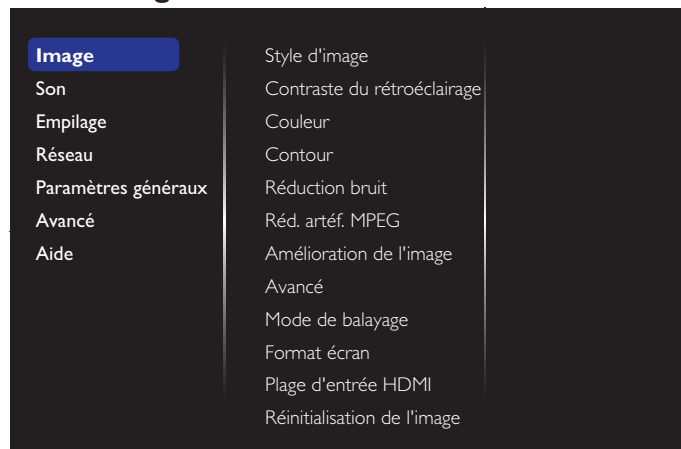 Image
Son
Empilage
Réseau
Paramètres généraux
Avancé
Aide
Style d'image
Contraste du rétroéclairage
Couleur
Contour
Réduction bruit
Réd. artéf. MPEG
Amélioration de l'image
Avancé
Mode de balayage
Format écran
Plage d'entrée HDMI
Réinitialisation de l'image